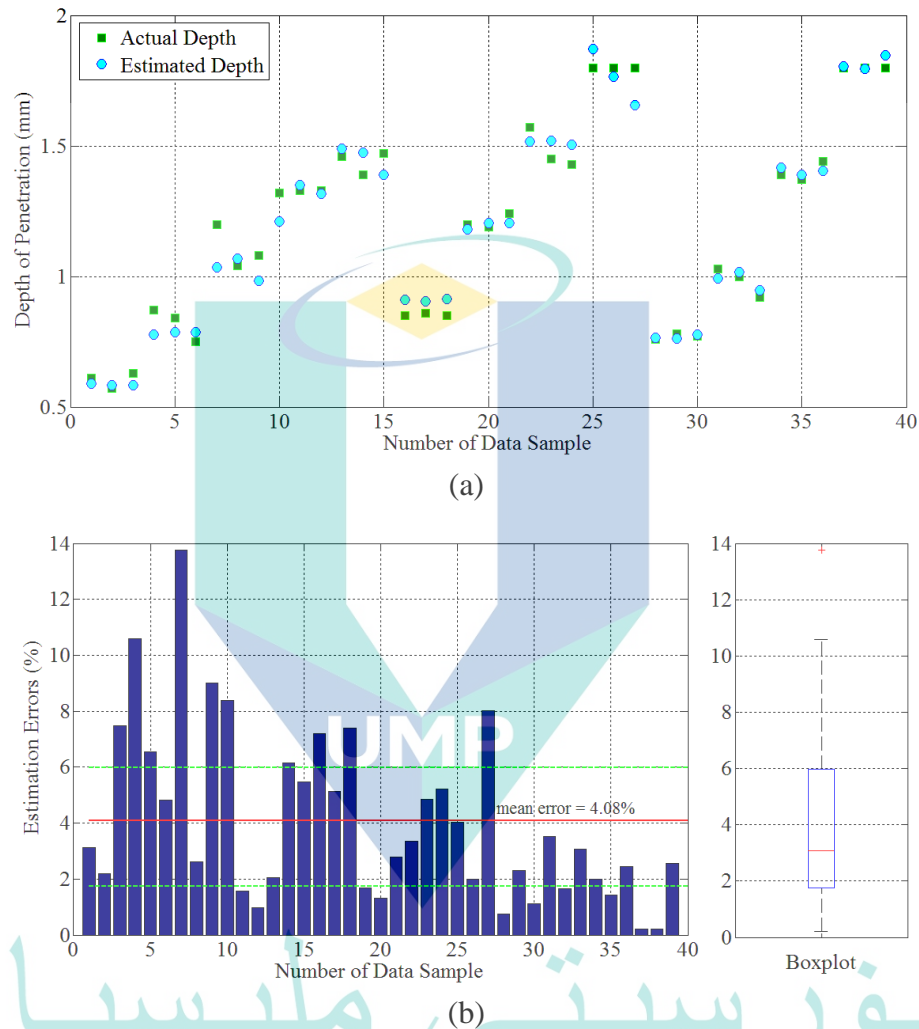 2
1.5
1
0.5
Depth of Penetration (mm)
Actual Depth
Estimated Depth
0 5 10 15 20 25 30 35 40
Number of Data Sample
(a)
14
12
10
8
6
4
2
0
Estimation Errors (%)
UMP
mean error = 4.08%
0 5 10 15 20 25 30 35 40
Number of Data Sample
14
12
10
8
6
4
2
0
Boxplot
(b)